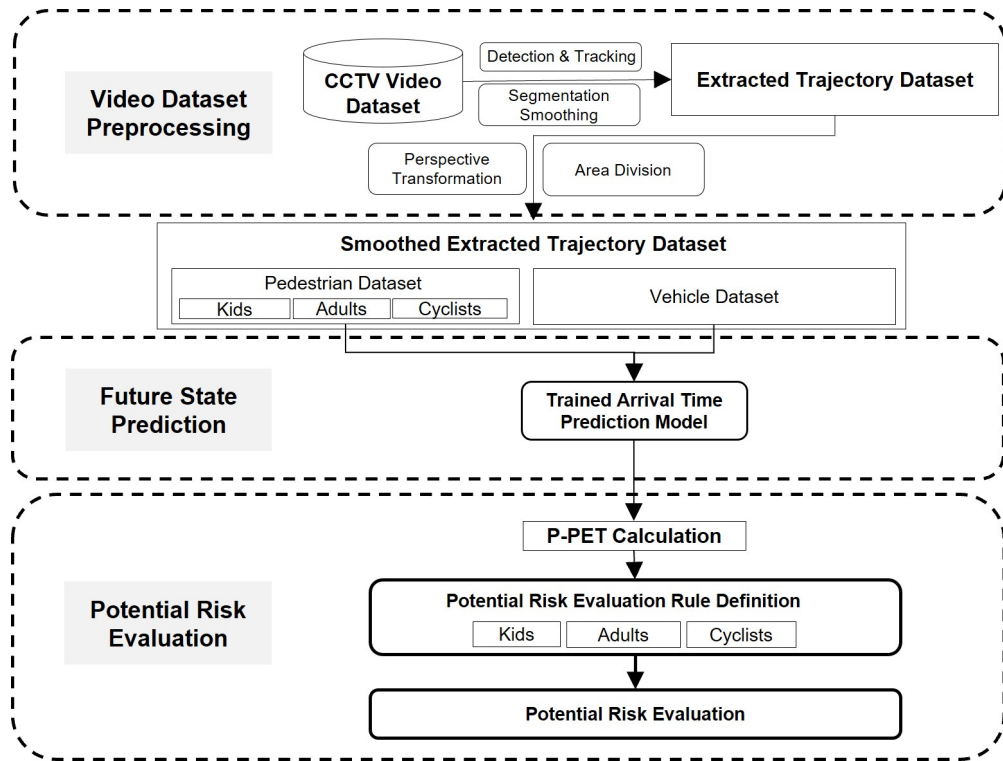 Video Dataset
Preprocessing
CCTV Video
Dataset
Detection & Tracking
Segmentation
Smoothing
Extracted Trajectory Dataset
Perspective
Transformation
Area Division
Smoothed Extracted Trajectory Dataset
Pedestrian Dataset
Kids
Adults
Cyclists
Vehicle Dataset
Future State
Prediction
Trained Arrival Time
Prediction Model
Potential Risk
Evaluation
P-PET Calculation
Potential Risk Evaluation Rule Definition
Kids
Adults
Cyclists
Potential Risk Evaluation